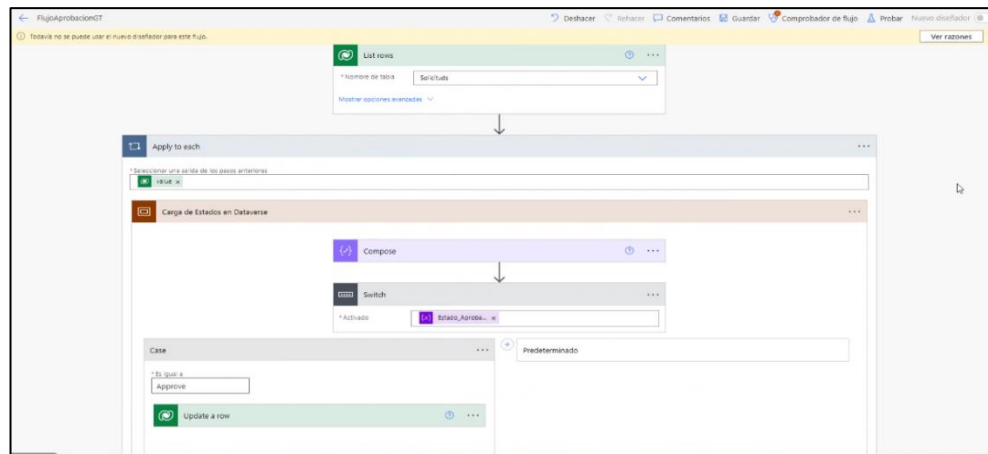 FlujoAprobacionGT
Deshacer Rehacer Comentarios Guardar Comprobador de flujo Probar Nuevo diseñador
Todavía no se puede usar el nuevo diseñador para este flujo.
Ver razones
List rows
* Nombre de tabla
Solicituds
Mostrar opciones avanzadas
Apply to each
* Seleccionar una salida de los pasos anteriores
value x
Carga de Estados en Dataverse
Compose
Switch
* Activado
Estado_Aproba... x
Case
Predeterminado
* Es igual a
Approve
Update a row